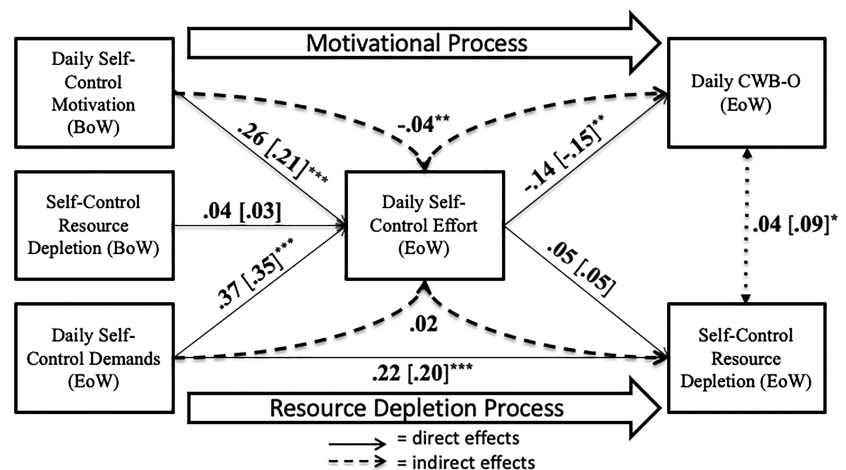 Motivational Process
Daily Self-
Control
Motivation
(BoW)
Daily CWB-O
(EoW)
-.04**
.26 [.21]***
-.14 [-.15]**
Self-Control
Resource
Depletion (BoW)
.04 [.03]
Daily Self-
Control Effort
(EoW)
.04 [.09]*
.37 [.35]***
.05 [.05]
Daily Self-
Control Demands
(EoW)
.02
Self-Control
Resource
Depletion (EoW)
.22 [.20]***
Resource Depletion Process
= direct effects
= indirect effects